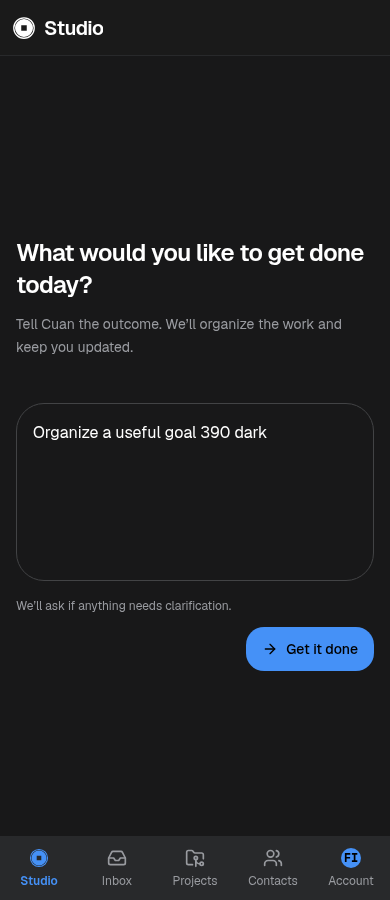 Studio
What would you like to get done
today?
Tell Cuan the outcome. We’ll organize the work and
keep you updated.
Organize a useful goal 390 dark
We’ll ask if anything needs clarification.
Get it done
FI
Studio
Inbox
Projects
Contacts
Account